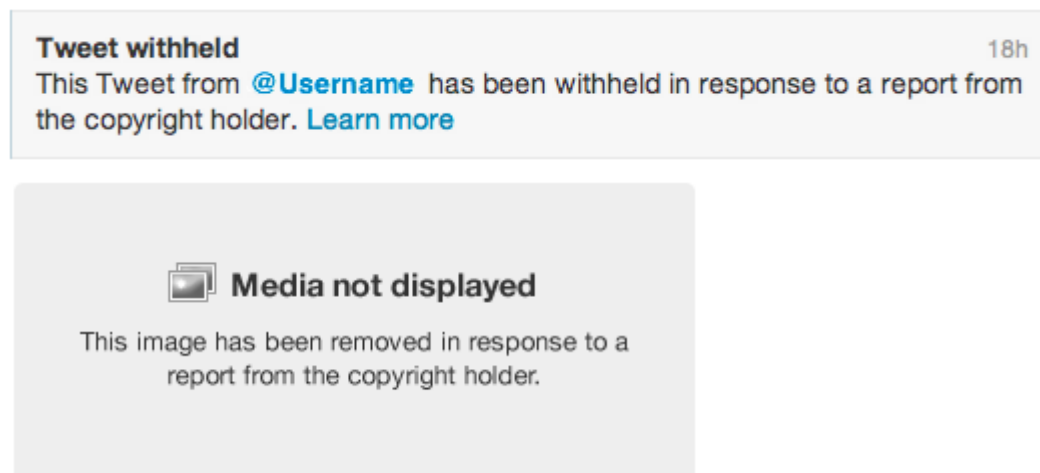 Tweet withheld 18h
This Tweet from @Username has been withheld in response to a report from
the copyright holder. Learn more
Media not displayed
This image has been removed in response to a
report from the copyright holder.